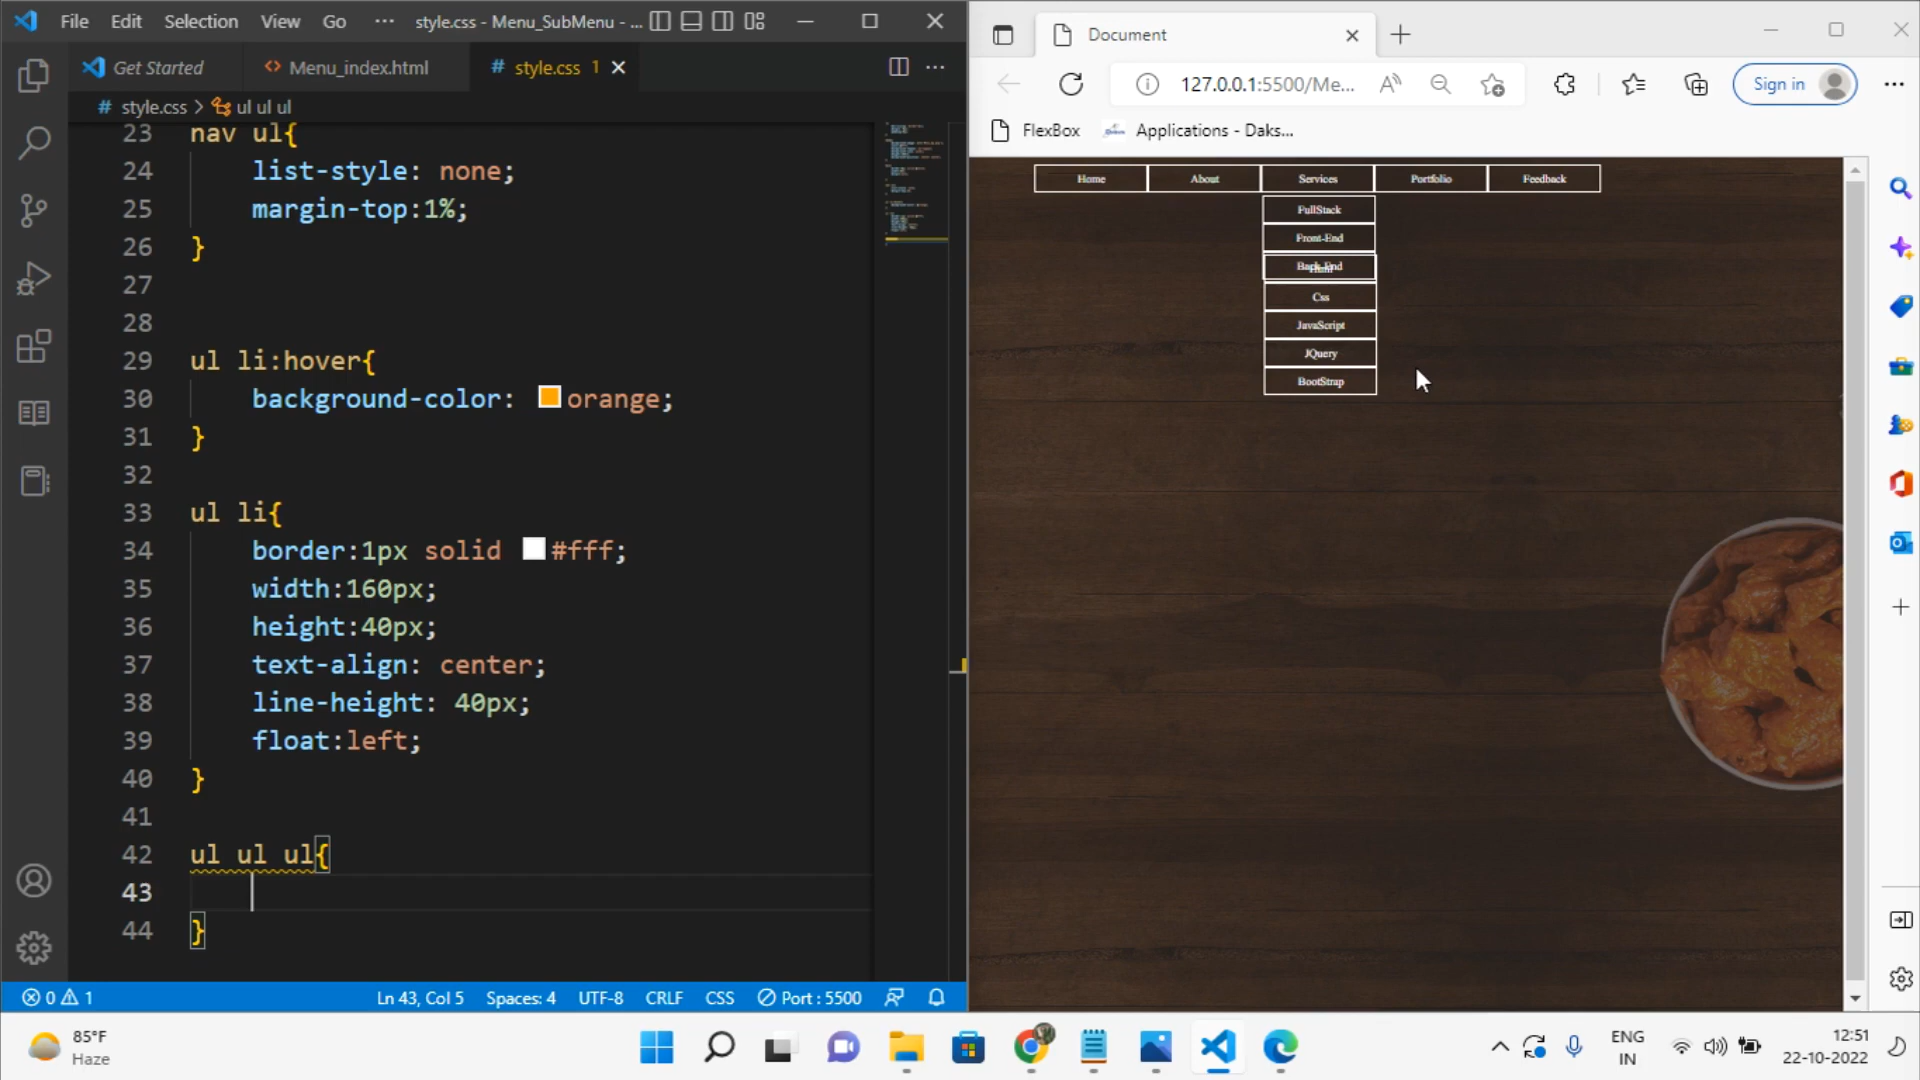 File Edit Selection View Go ··· style.css - Menu_SubMenu - ...
Get Started <> Menu_index.html # style.css 1
# style.css > ul ul ul
23 nav ul{
24 list-style: none;
25 margin-top:1%;
26 }
27
28
29 ul li:hover{
30 background-color: orange;
31 }
32
33 ul li{
34 border:1px solid #fff;
35 width:160px;
36 height:40px;
37 text-align: center;
38 line-height: 40px;
39 float:left;
40 }
41
42 ul ul ul{
43
44 }
0 1 Ln 43, Col 5 Spaces: 4 UTF-8 CRLF CSS Port : 5500
Document
127.0.0.1:5500/Me... Sign in
FlexBox Applications - Daks...
Home About Services Portfolio Feedback
FullStack
Front-End
Back-End
Css
JavaScript
JQuery
BootStrap
85°F
Haze
ENG
IN
12:51
22-10-2022